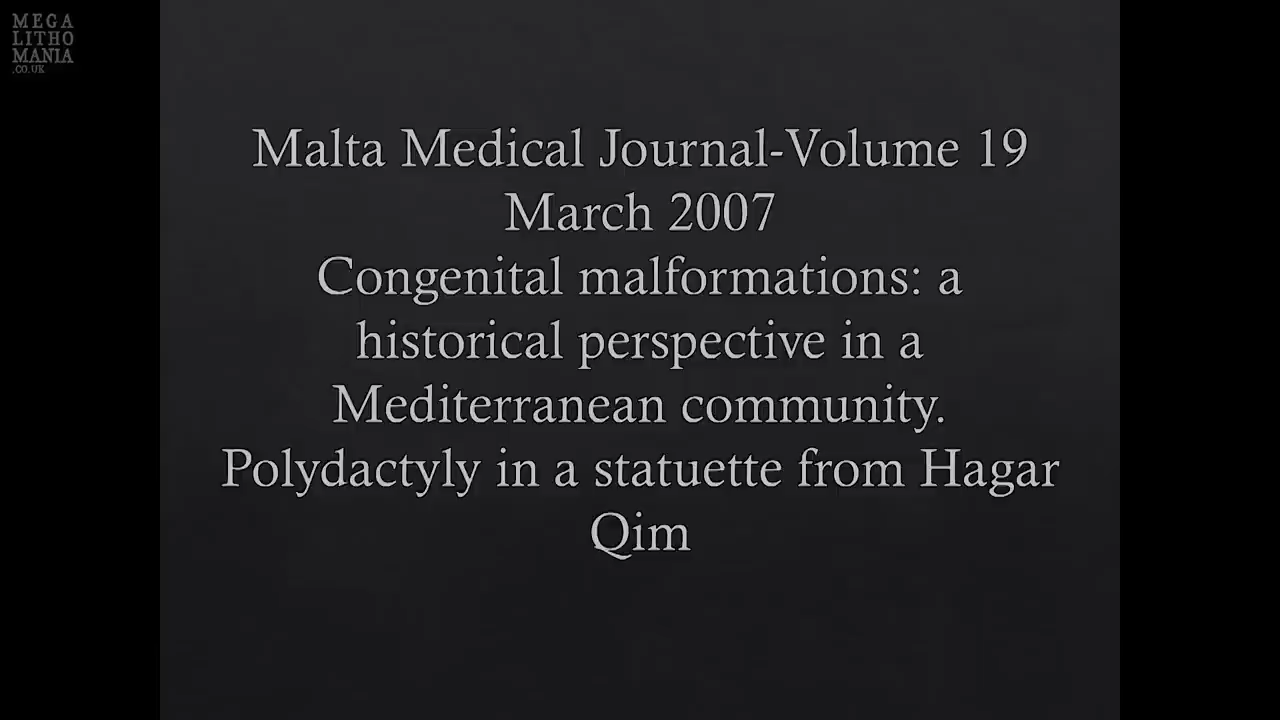 MEGA
LITHO
MANIA
.CO.UK
Malta Medical Journal-Volume 19
March 2007
Congenital malformations: a
historical perspective in a
Mediterranean community.
Polydactyly in a statuette from Hagar
Qim